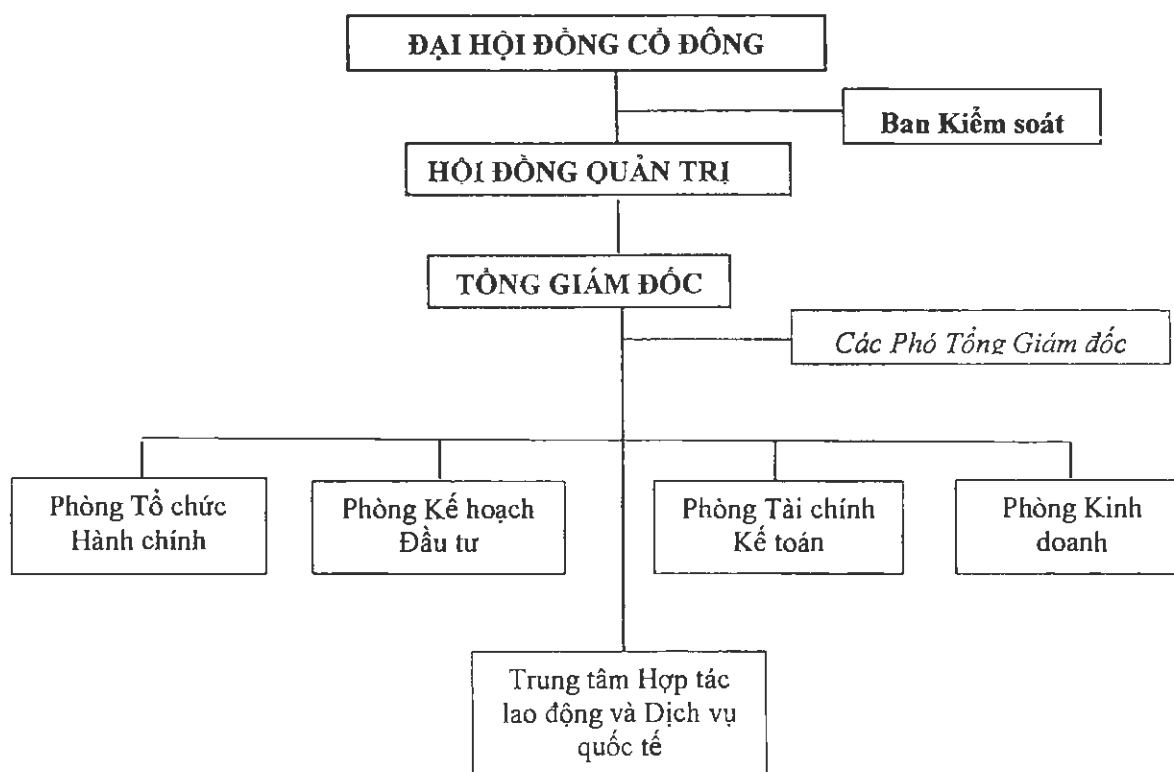 ĐẠI HỘI ĐỒNG CỔ ĐÔNG
Ban Kiểm soát
HỘI ĐỒNG QUẢN TRỊ
TỔNG GIÁM ĐỐC
Các Phó Tổng Giám đốc
Phòng Tổ chức
Hành chính
Phòng Kế hoạch
Đầu tư
Phòng Tài chính
Kế toán
Phòng Kinh
doanh
Trung tâm Hợp tác
lao động và Dịch vụ
quốc tế